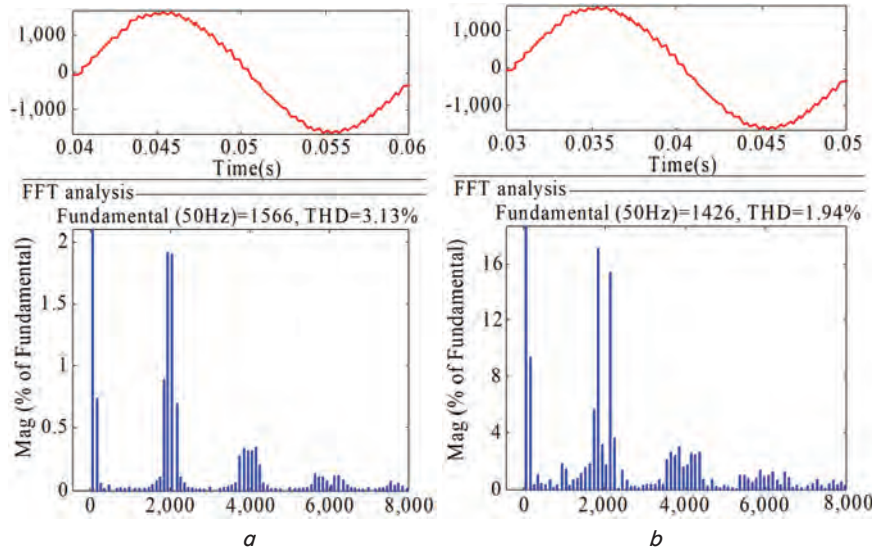 1,000
0
-1,000
0.04 0.045 0.05 0.055 0.06
Time(s)
FFT analysis
Fundamental (50Hz)=1566, THD=3.13%
Mag (% of Fundamental)
2
1.5
1
0.5
0
0 2,000 4,000 6,000 8,000
a
1,000
0
-1,000
0.03 0.035 0.04 0.045 0.05
Time(s)
FFT analysis
Fundamental (50Hz)=1426, THD=1.94%
Mag (% of Fundamental)
16
12
8
4
0
0 2,000 4,000 6,000 8,000
b